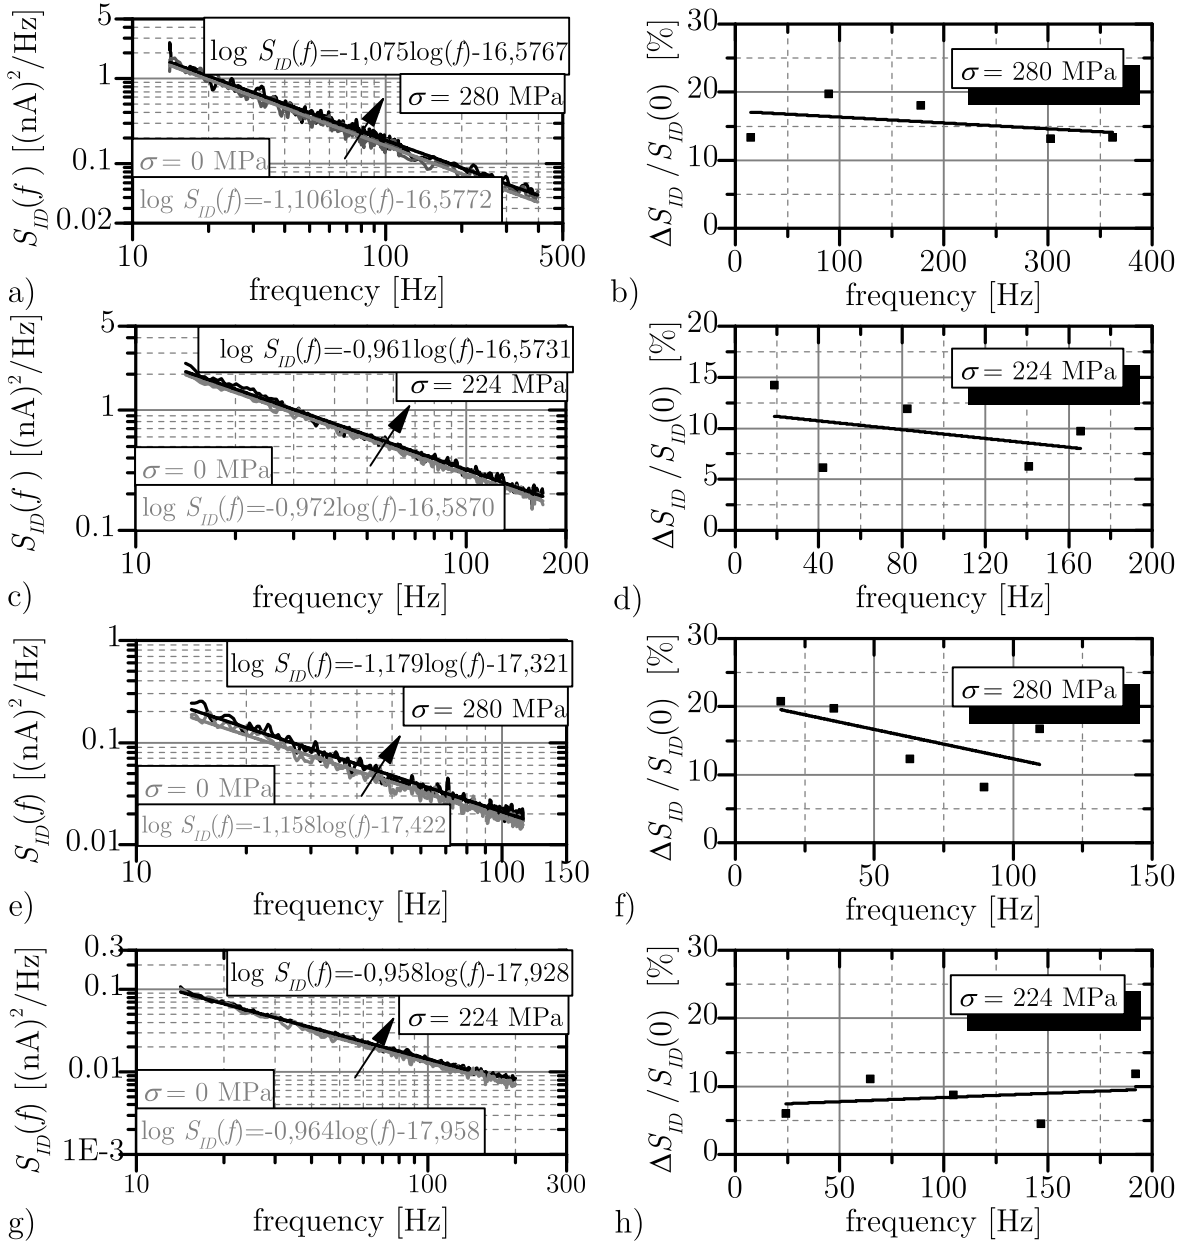 S_ID(f) [(nA)²/Hz]
5
1
0.1
0.02
log S_ID(f)=-1,075log(f)-16,5767
σ = 280 MPa
σ = 0 MPa
log S_ID(f)=-1,106log(f)-16,5772
10 100 500
frequency [Hz]
a)
ΔS_ID / S_ID(0) [%]
30
20
10
0
σ = 280 MPa
0 100 200 300 400
frequency [Hz]
b)
S_ID(f) [(nA)²/Hz]
5
1
0.1
log S_ID(f)=-0,961log(f)-16,5731
σ = 224 MPa
σ = 0 MPa
log S_ID(f)=-0,972log(f)-16,5870
10 100 200
frequency [Hz]
c)
ΔS_ID / S_ID(0) [%]
20
15
10
5
0
σ = 224 MPa
0 40 80 120 160 200
frequency [Hz]
d)
S_ID(f) [(nA)²/Hz]
1
0.1
0.01
log S_ID(f)=-1,179log(f)-17,321
σ = 280 MPa
σ = 0 MPa
log S_ID(f)=-1,158log(f)-17,422
10 100 150
frequency [Hz]
e)
ΔS_ID / S_ID(0) [%]
30
20
10
0
σ = 280 MPa
0 50 100 150
frequency [Hz]
f)
S_ID(f) [(nA)²/Hz]
0.3
0.1
0.01
1E-3
log S_ID(f)=-0,958log(f)-17,928
σ = 224 MPa
σ = 0 MPa
log S_ID(f)=-0,964log(f)-17,958
10 100 300
frequency [Hz]
g)
ΔS_ID / S_ID(0) [%]
30
20
10
0
σ = 224 MPa
0 50 100 150 200
frequency [Hz]
h)